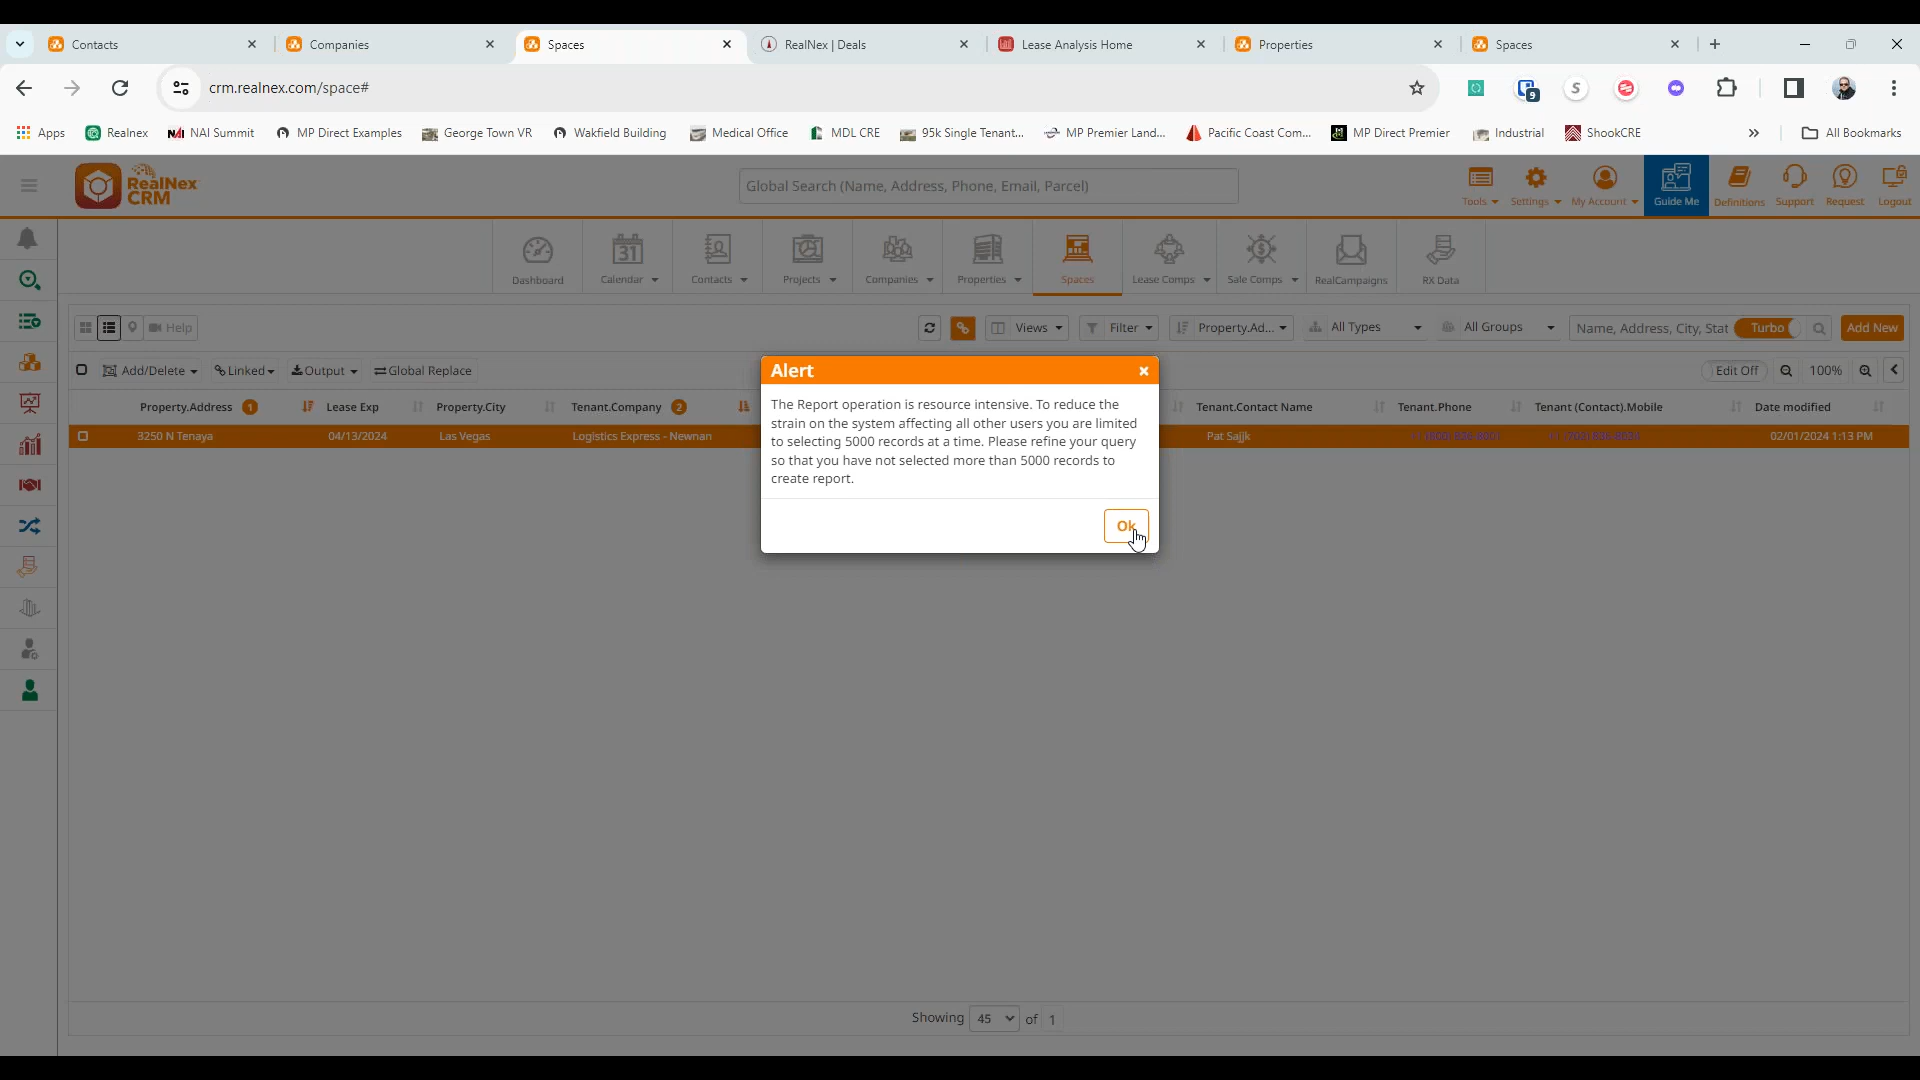 Contacts
Companies
Spaces
RealNex | Deals
Lease Analysis Home
Properties
Spaces
crm.realnex.com/space#
S
9
Apps
Realnex
NAI Summit
MP Direct Examples
George Town VR
Wakfield Building
Medical Office
MDL CRE
95k Single Tenant...
MP Premier Land...
Pacific Coast Com...
MP Direct Premier
Industrial
ShookCRE
»
All Bookmarks
RealNex
CRM
Global Search (Name, Address, Phone, Email, Parcel)
Tools
Settings
My Account
Guide Me
Definitions
Support
Request
Logout
Dashboard
31
Calendar
Contacts
Projects
Companies
Properties
Spaces
Lease Comps
Sale Comps
RealCampaigns
RX Data
Help
Views
Filter
Property.Ad...
All Types
All Groups
Name, Address, City, Stat
Turbo
Add New
Add/Delete
Linked
Output
Global Replace
Edit Off
100%
Property.Address 1
Lease Exp
Property.City
Tenant.Company 2
Tenant.Contact Name
Tenant.Phone
Tenant (Contact).Mobile
Date modified
3250 N Tenaya
04/13/2024
Las Vegas
Logistics Express - Newnan
Pat Sajjk
02/01/2024 1:13 PM
Alert
The Report operation is resource intensive. To reduce the
strain on the system affecting all other users you are limited
to selecting 5000 records at a time. Please refine your query
so that you have not selected more than 5000 records to
create report.
Ok
Showing 45 of 1